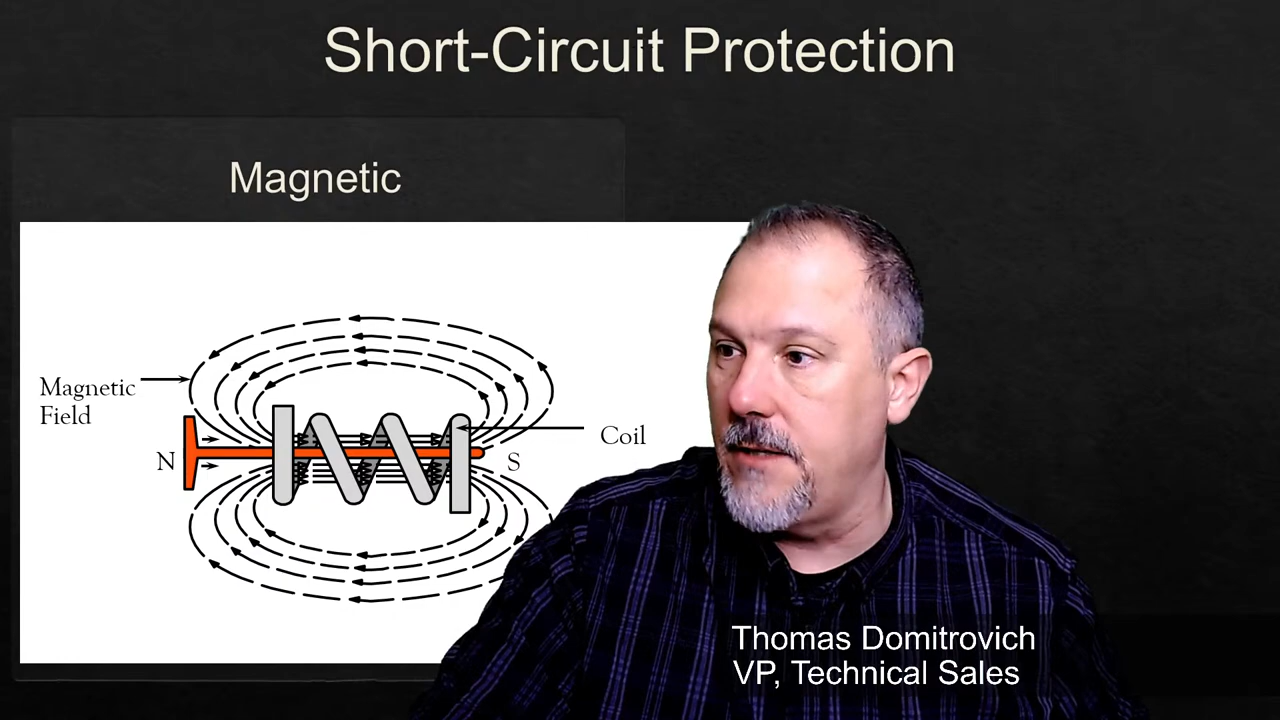 Short-Circuit Protection
Magnetic
Magnetic
Field
Coil
N
S
Thomas Domitrovich
VP, Technical Sales